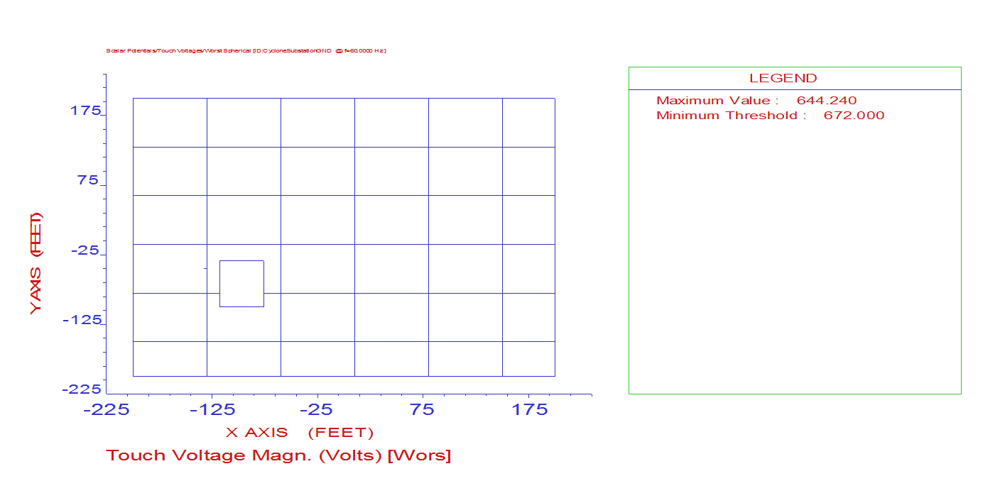 Scalar Potentials/Touch Voltages/Worst Spherical [ID:CycloneSubstationGND @ f=60.0000 Hz]
LEGEND
Maximum Value : 644.240
Minimum Threshold : 672.000
175
75
-25
-125
-225
Y AXIS (FEET)
-225 -125 -25 75 175
X AXIS (FEET)
Touch Voltage Magn. (Volts) [Wors]